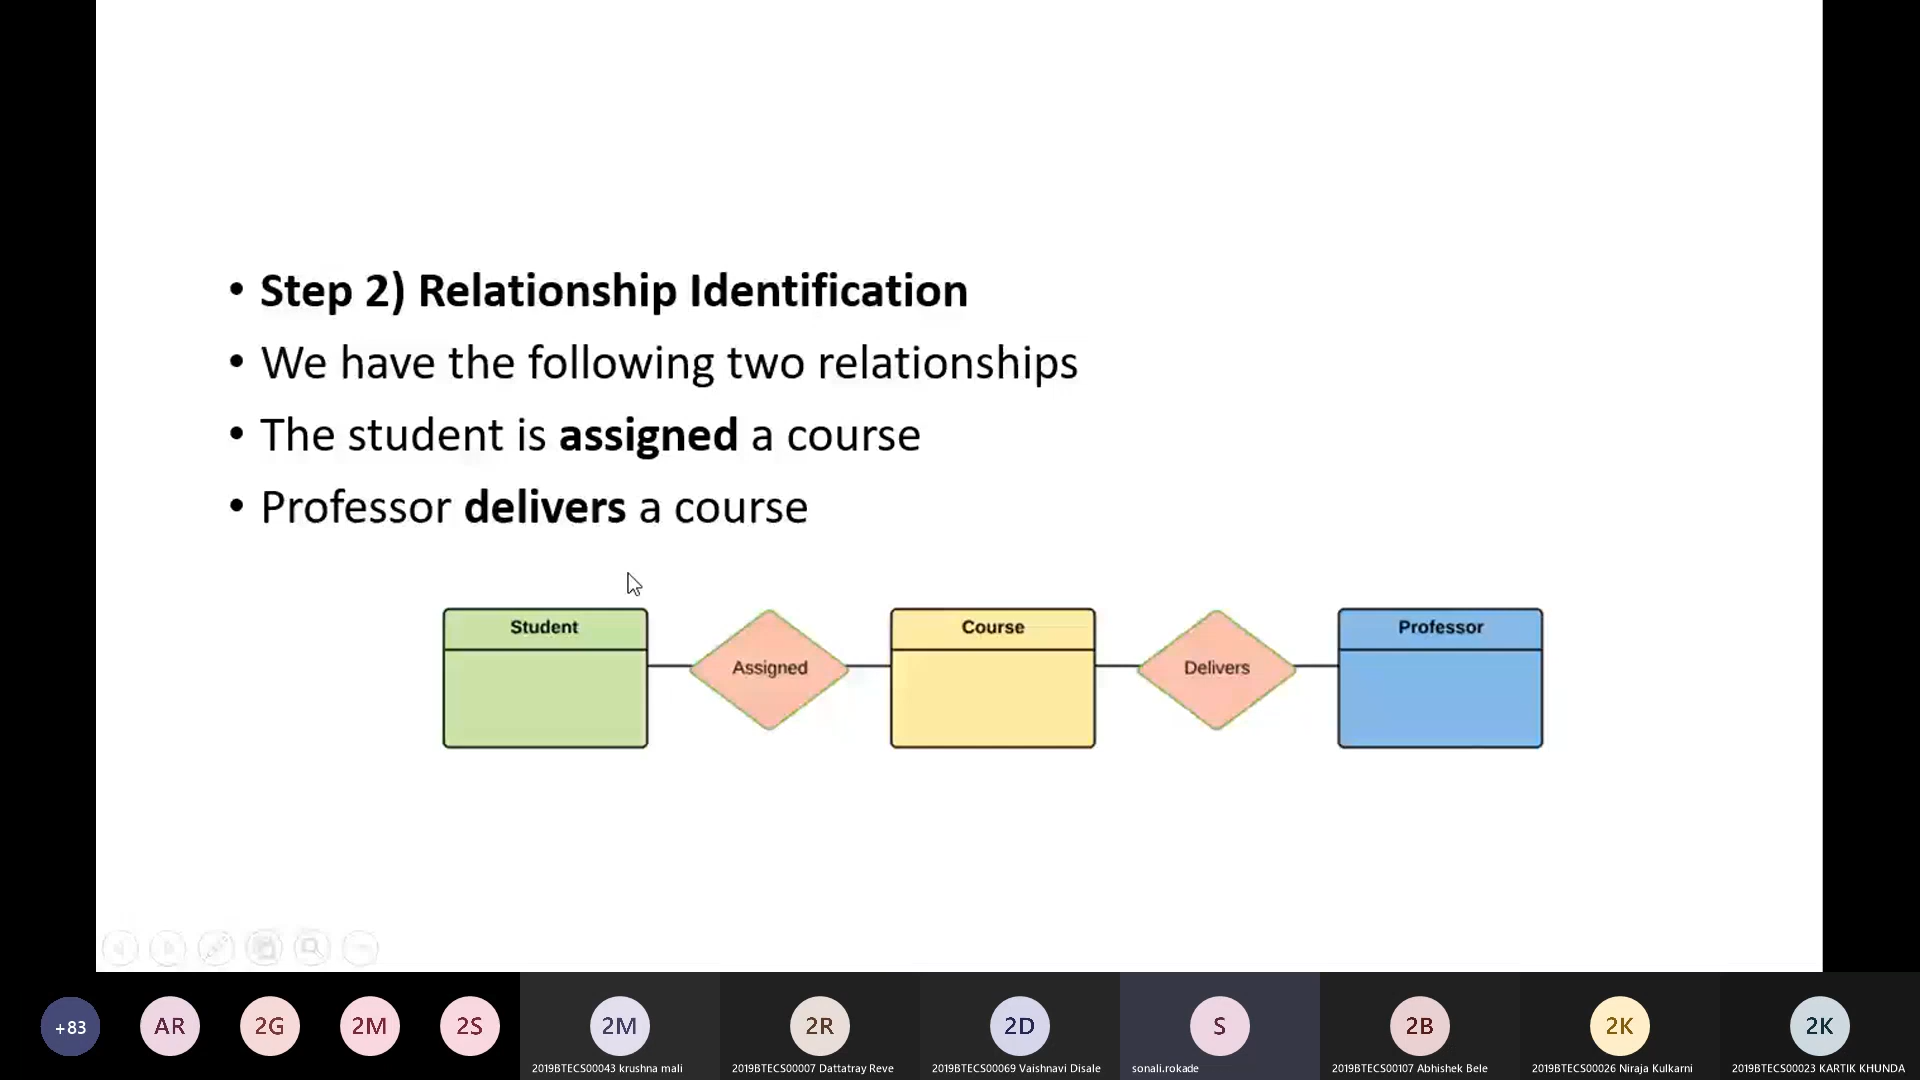 • Step 2) Relationship Identification
• We have the following two relationships
• The student is assigned a course
• Professor delivers a course
Student
Assigned
Course
Delivers
Professor
+83
AR
2G
2M
2S
2M
2R
2D
S
2B
2K
2K
2019BTECS00043 krushna mali
2019BTECS00007 Dattatray Reve
2019BTECS00069 Vaishnavi Disale
sonali.rokade
2019BTECS00107 Abhishek Bele
2019BTECS00026 Niraja Kulkarni
2019BTECS00023 KARTIK KHUNDA